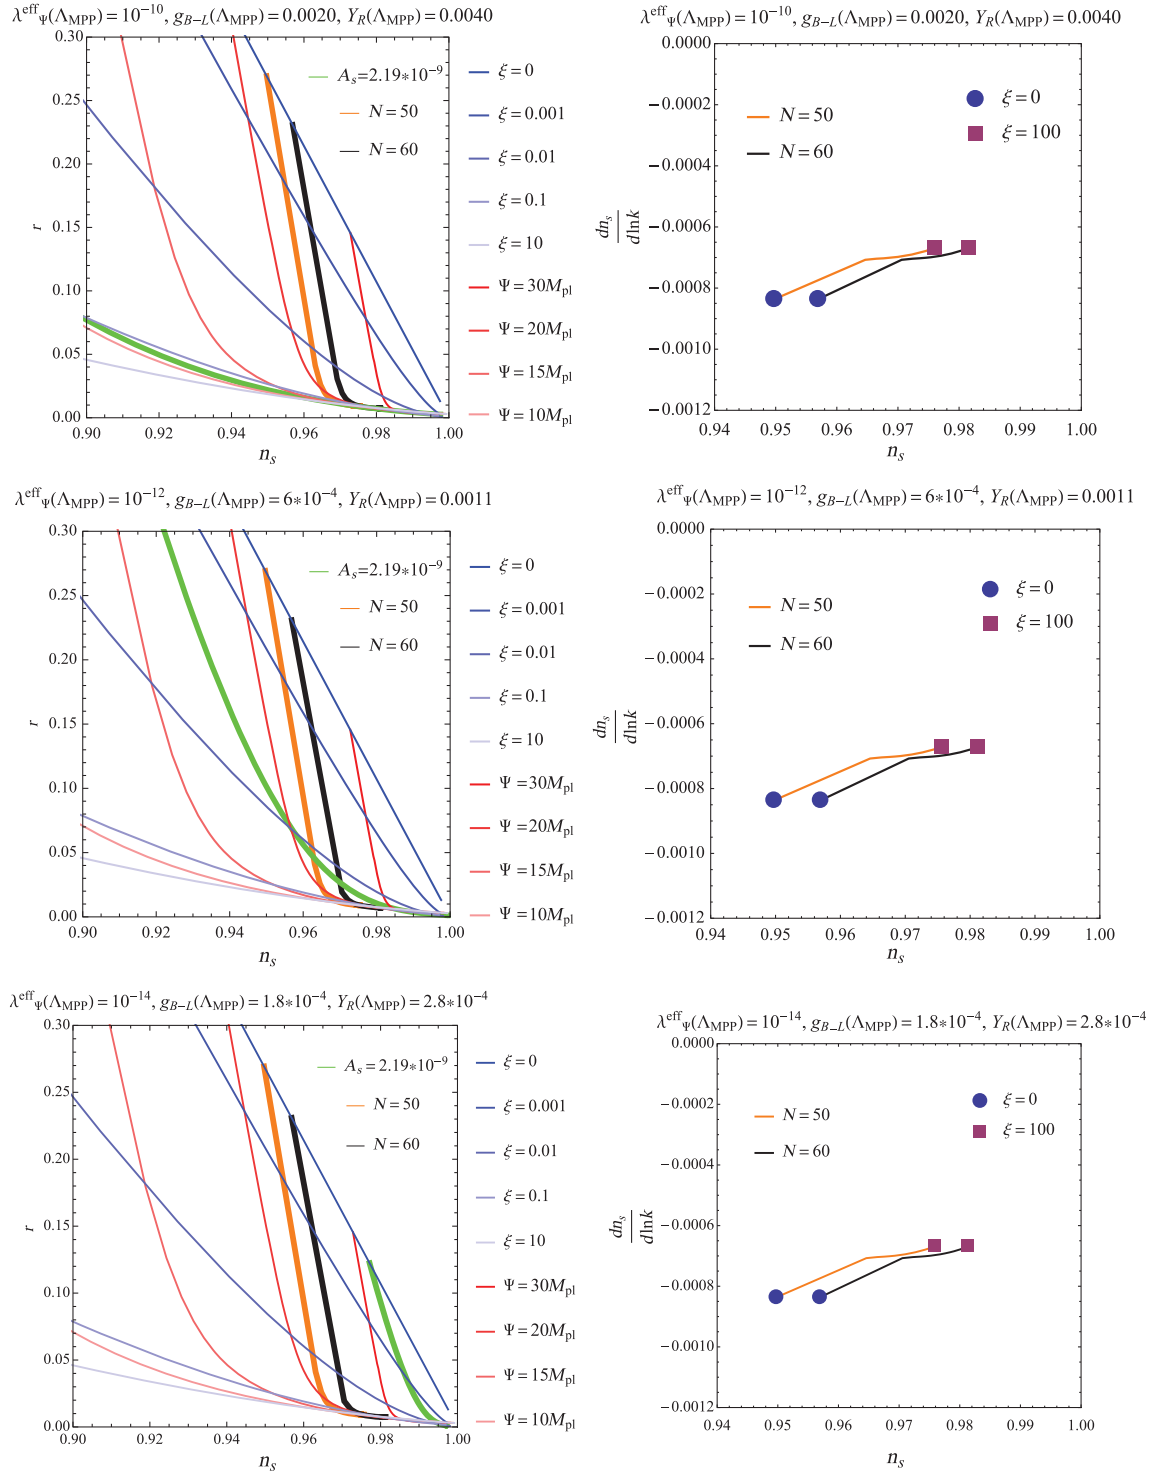 λ^eff_Ψ(Λ_MPP) = 10^−10, g_B−L(Λ_MPP) = 0.0020, Y_R(Λ_MPP) = 0.0040
0.30
0.25
0.20
0.15
0.10
0.05
0.00
r
0.90 0.92 0.94 0.96 0.98 1.00
n_s
A_s=2.19*10^−9
N = 50
N = 60
ξ = 0
ξ = 0.001
ξ = 0.01
ξ = 0.1
ξ = 10
Ψ = 30M_pl
Ψ = 20M_pl
Ψ = 15M_pl
Ψ = 10M_pl
λ^eff_Ψ(Λ_MPP) = 10^−10, g_B−L(Λ_MPP) = 0.0020, Y_R(Λ_MPP) = 0.0040
0.0000
−0.0002
−0.0004
−0.0006
−0.0008
−0.0010
−0.0012
dn_s
dlnk
0.94 0.95 0.96 0.97 0.98 0.99 1.00
n_s
N = 50
N = 60
ξ = 0
ξ = 100
λ^eff_Ψ(Λ_MPP) = 10^−12, g_B−L(Λ_MPP) = 6*10^−4, Y_R(Λ_MPP) = 0.0011
0.30
0.25
0.20
0.15
0.10
0.05
0.00
r
0.90 0.92 0.94 0.96 0.98 1.00
n_s
A_s=2.19*10^−9
N = 50
N = 60
ξ = 0
ξ = 0.001
ξ = 0.01
ξ = 0.1
ξ = 10
Ψ = 30M_pl
Ψ = 20M_pl
Ψ = 15M_pl
Ψ = 10M_pl
λ^eff_Ψ(Λ_MPP) = 10^−12, g_B−L(Λ_MPP) = 6*10^−4, Y_R(Λ_MPP) = 0.0011
0.0000
−0.0002
−0.0004
−0.0006
−0.0008
−0.0010
−0.0012
dn_s
dlnk
0.94 0.95 0.96 0.97 0.98 0.99 1.00
n_s
N = 50
N = 60
ξ = 0
ξ = 100
λ^eff_Ψ(Λ_MPP) = 10^−14, g_B−L(Λ_MPP) = 1.8*10^−4, Y_R(Λ_MPP) = 2.8*10^−4
0.30
0.25
0.20
0.15
0.10
0.05
0.00
r
0.90 0.92 0.94 0.96 0.98 1.00
n_s
A_s = 2.19*10^−9
N = 50
N = 60
ξ = 0
ξ = 0.001
ξ = 0.01
ξ = 0.1
ξ = 10
Ψ = 30M_pl
Ψ = 20M_pl
Ψ = 15M_pl
Ψ = 10M_pl
λ^eff_Ψ(Λ_MPP) = 10^−14, g_B−L(Λ_MPP) = 1.8*10^−4, Y_R(Λ_MPP) = 2.8*10^−4
0.0000
−0.0002
−0.0004
−0.0006
−0.0008
−0.0010
−0.0012
dn_s
dlnk
0.94 0.95 0.96 0.97 0.98 0.99 1.00
n_s
N = 50
N = 60
ξ = 0
ξ = 100